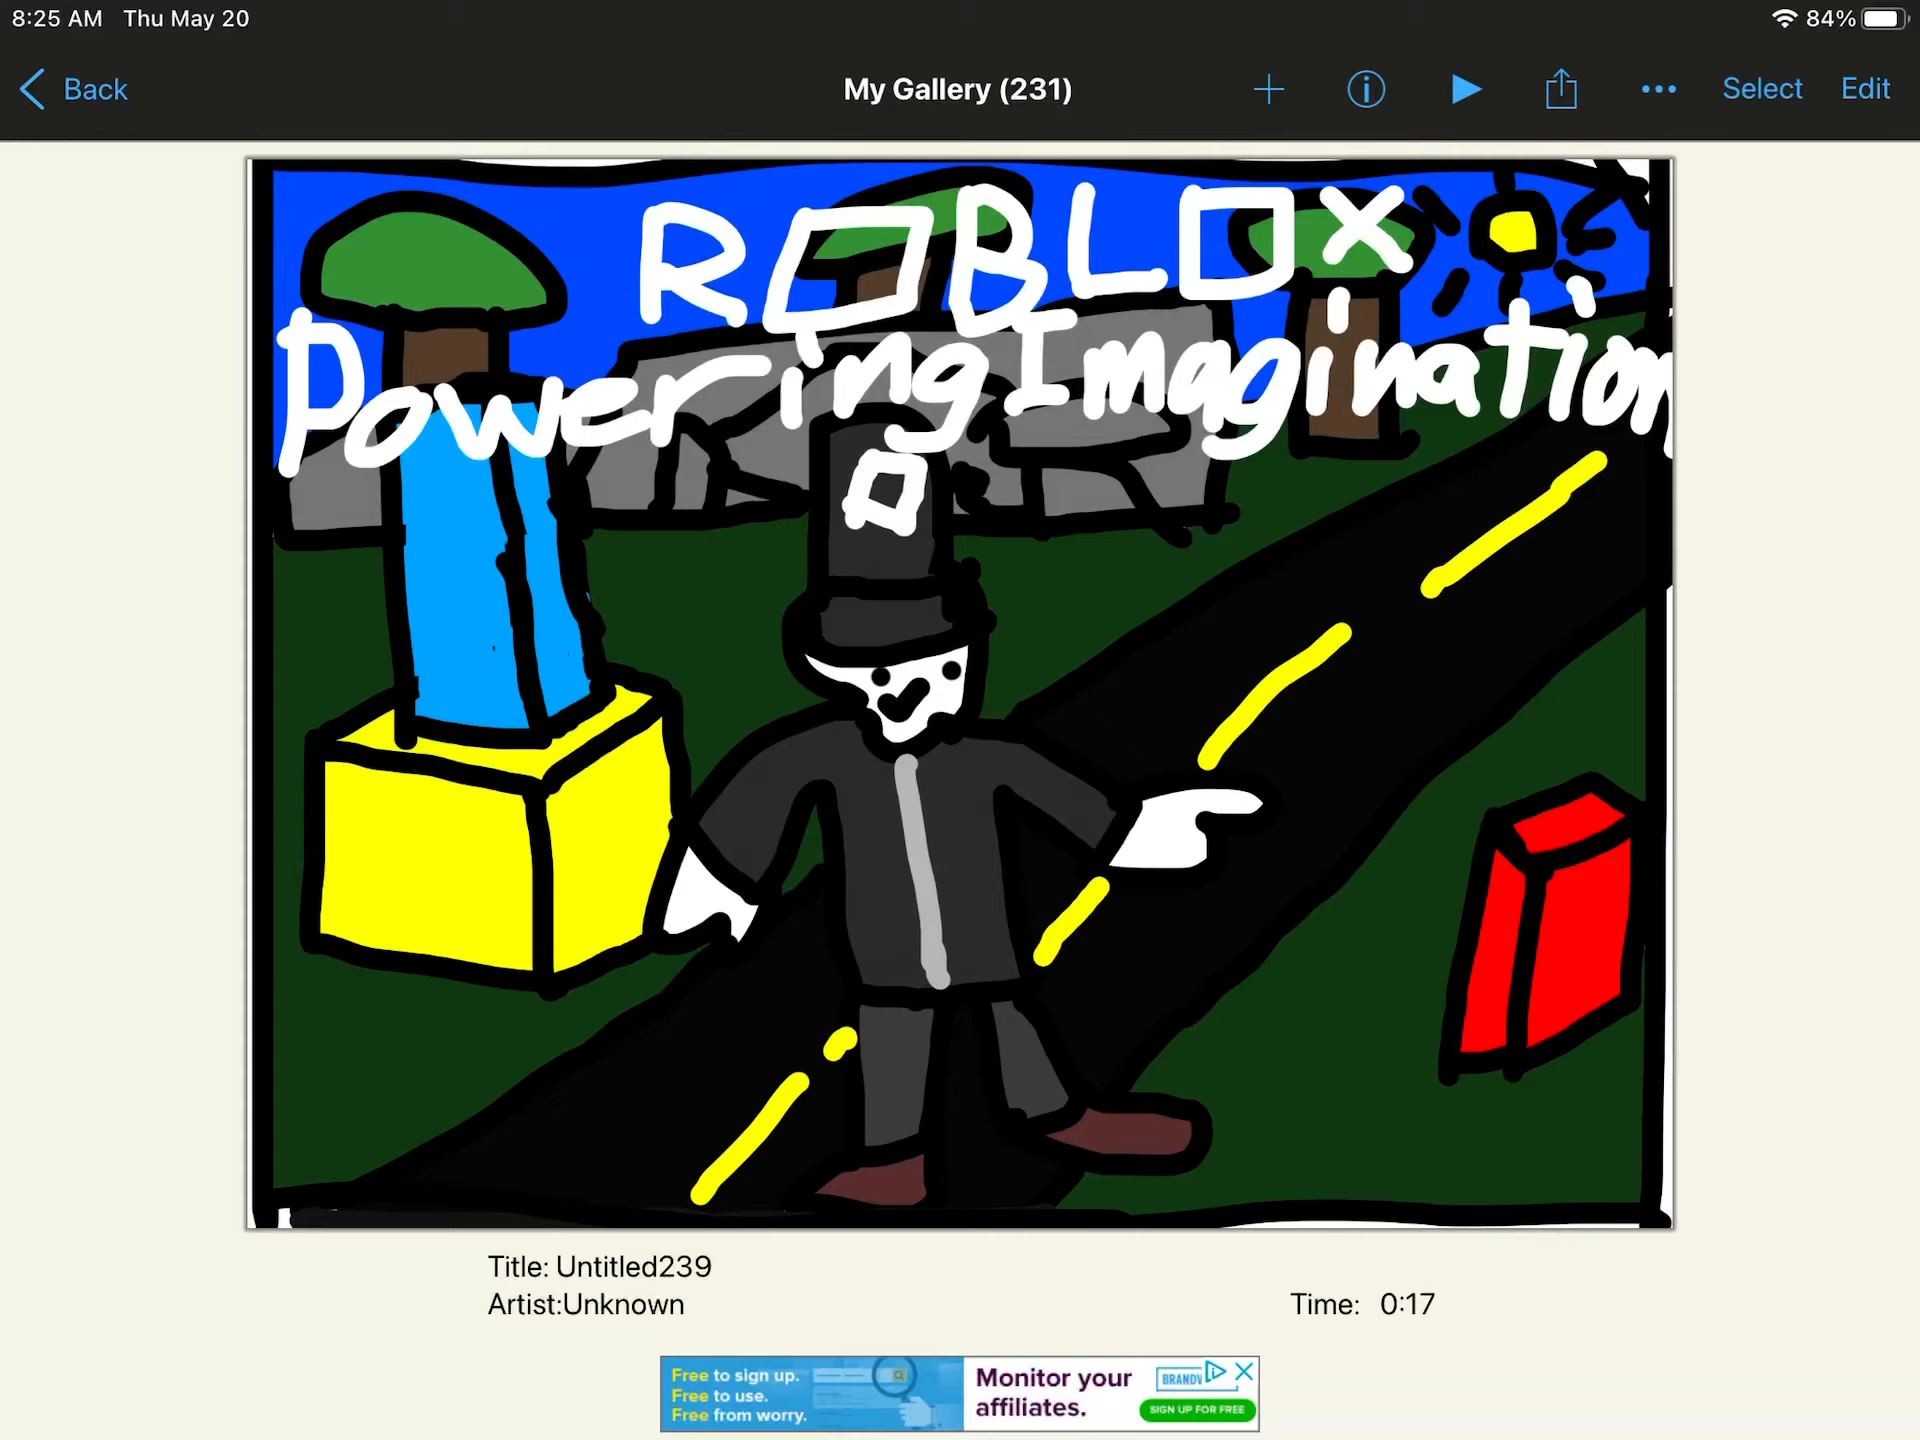 8:25 AM Thu May 20
84%
Back
My Gallery (231)
Select
Edit
ROBLOX
Powering Imagination
Title: Untitled239
Artist:Unknown
Time: 0:17
Free to sign up.
Free to use.
Free from worry.
Monitor your
affiliates.
BRANDV
SIGN UP FOR FREE